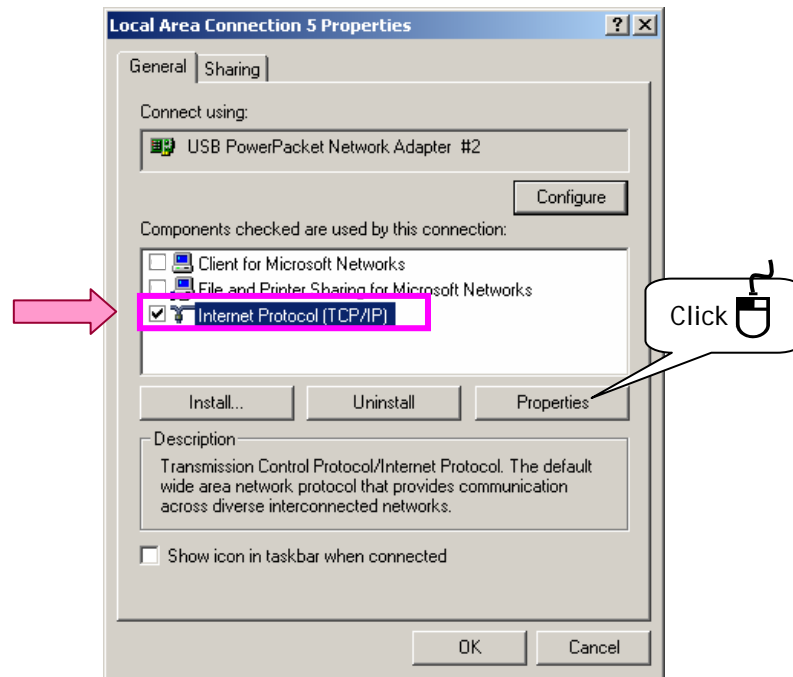 Local Area Connection 5 Properties
General Sharing
Connect using:
USB PowerPacket Network Adapter #2
Configure
Components checked are used by this connection:
Client for Microsoft Networks
File and Printer Sharing for Microsoft Networks
Internet Protocol (TCP/IP)
Click
Install... Uninstall Properties
Description
Transmission Control Protocol/Internet Protocol. The default
wide area network protocol that provides communication
across diverse interconnected networks.
Show icon in taskbar when connected
OK Cancel